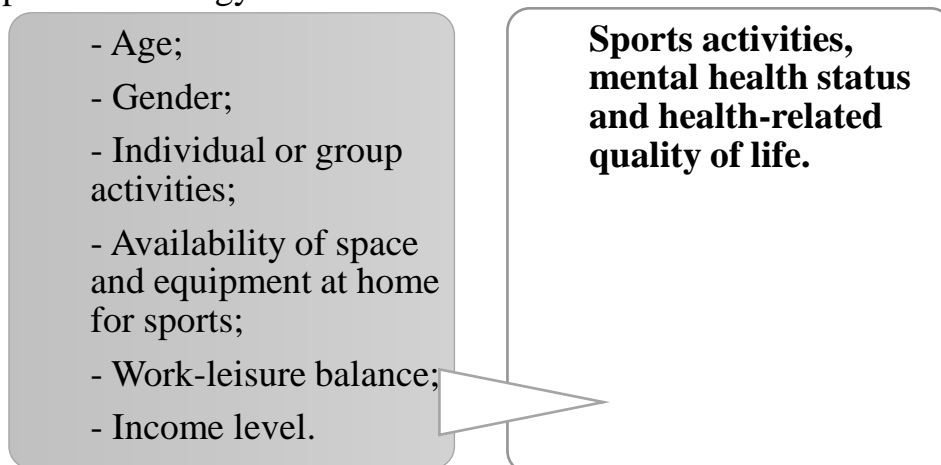 - Age;
- Gender;
- Individual or group
activities;
- Availability of space
and equipment at home
for sports;
- Work-leisure balance;
- Income level.
Sports activities,
mental health status
and health-related
quality of life.